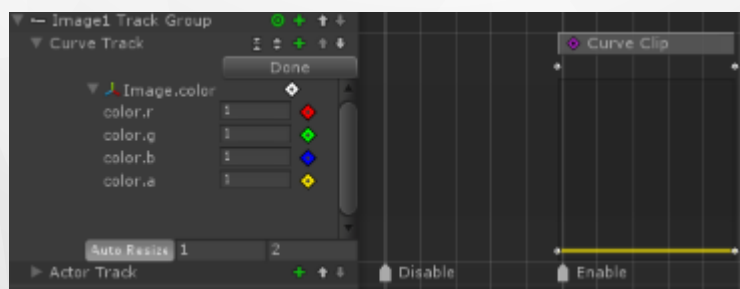 Image1 Track Group
Curve Track
Curve Clip
Done
Image.color
color.r 1
color.g 1
color.b 1
color.a 1
Auto Resize 1 2
Actor Track
Disable
Enable